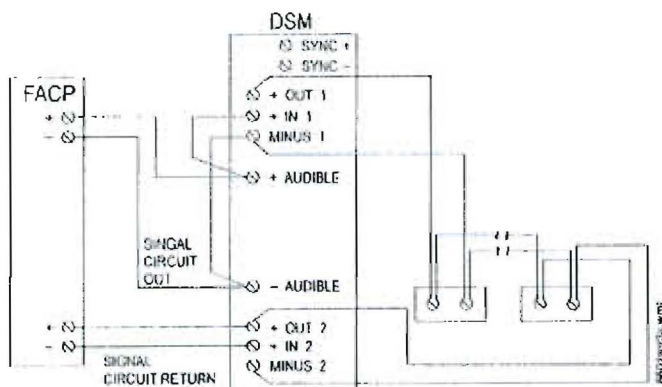 DSM
SYNC +
SYNC -
FACP
+ OUT 1
+
+ IN 1
-
MINUS 1
+ AUDIBLE
SINGAL
CIRCUIT
OUT
- AUDIBLE
+
+ OUT 2
-
+ IN 2
SIGNAL
CIRCUIT RETURN
MINUS 2